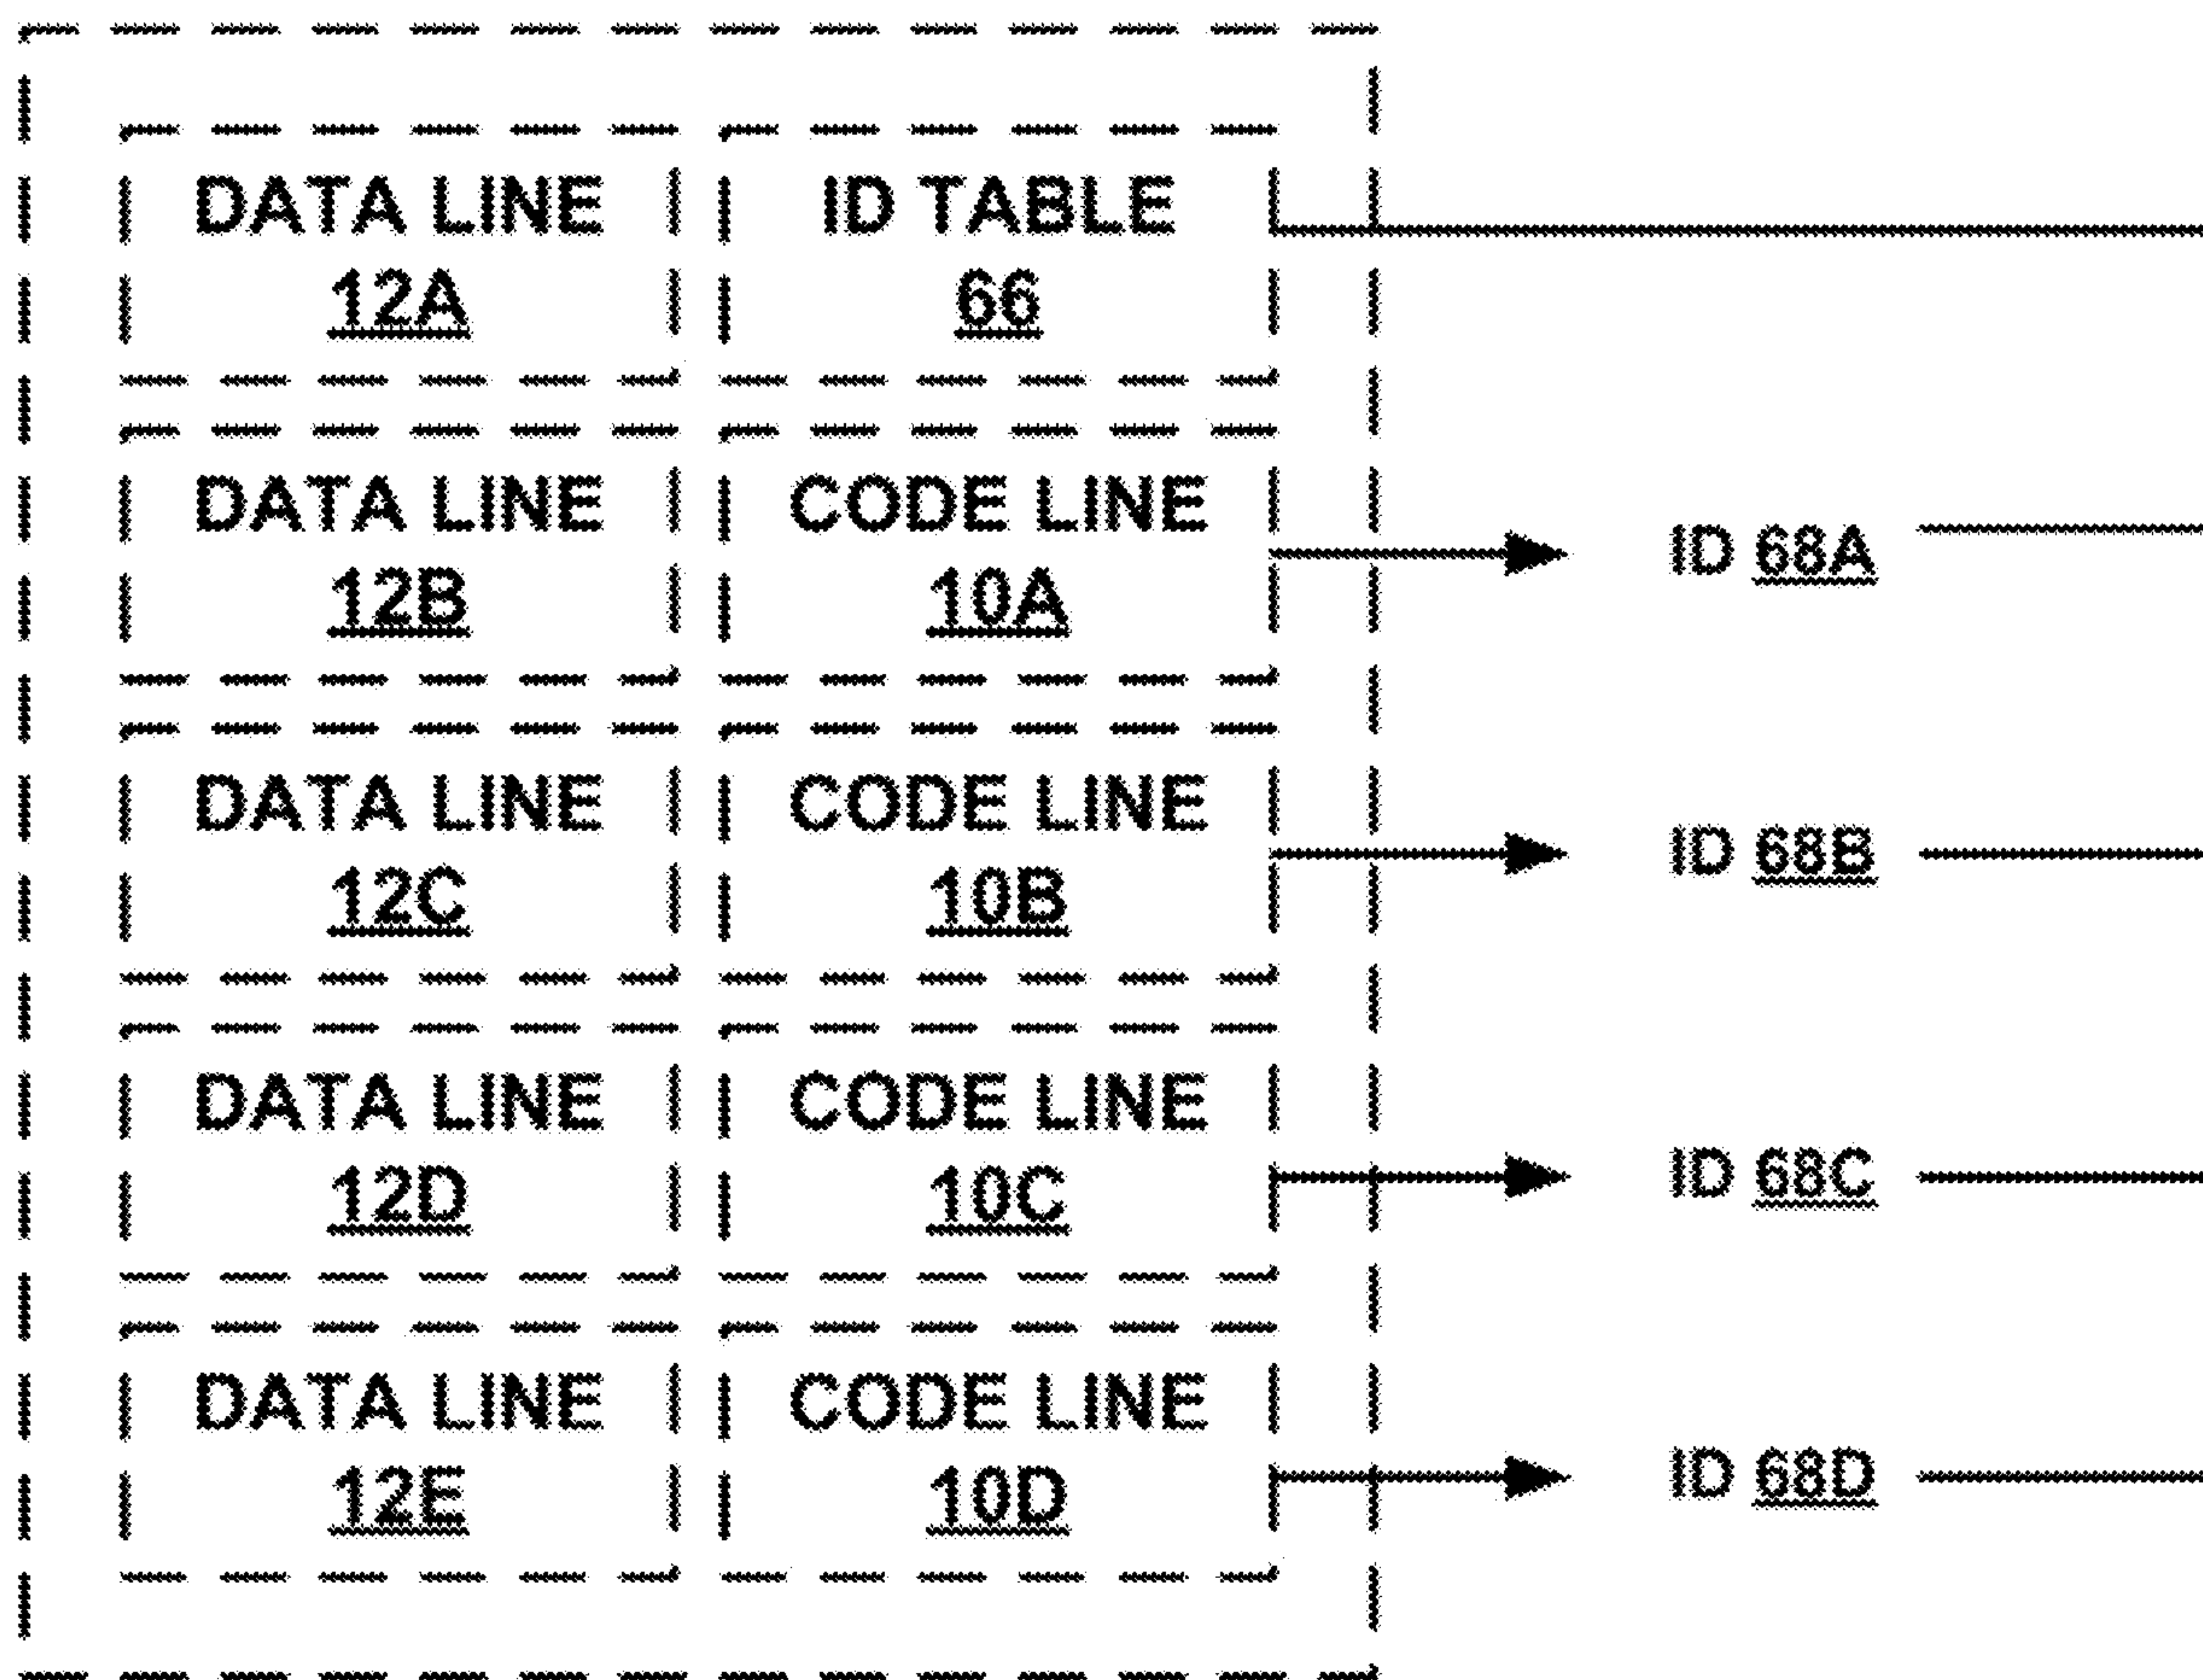 DATA LINE
12A
ID TABLE
66
DATA LINE
12B
CODE LINE
10A
ID 68A
DATA LINE
12C
CODE LINE
10B
ID 68B
DATA LINE
12D
CODE LINE
10C
ID 68C
DATA LINE
12E
CODE LINE
10D
ID 68D